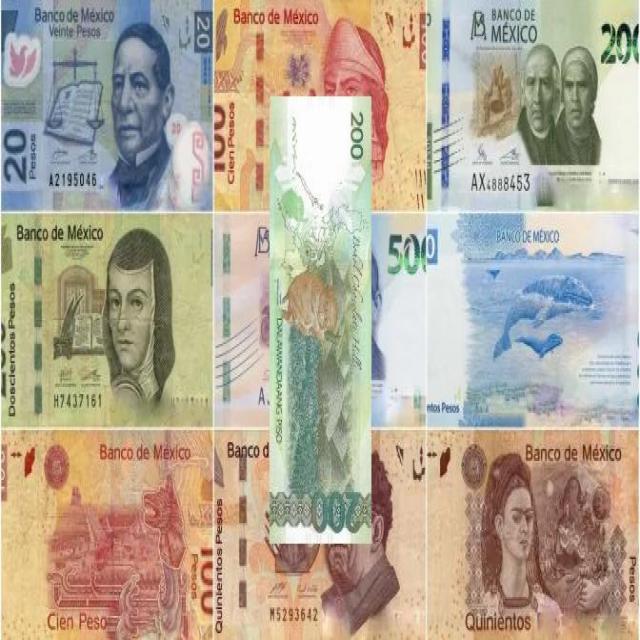 Banco de México
Veinte Pesos
20
20
Pesos
20
A2195046
Banco de México
100
Cien Pesos
BANCO DE
MÉXICO
200
AX4888453
200
DALAWANDAANG PISO
200
Banco de México
Doscientos Pesos
H7437161
A
500
BANCO DE MÉXICO
ntos Pesos
Banco de México
Cien Peso
100
Pesos
Banco d
Quinientos Pesos
M5293642
Banco de México
Quinientos
Pesos